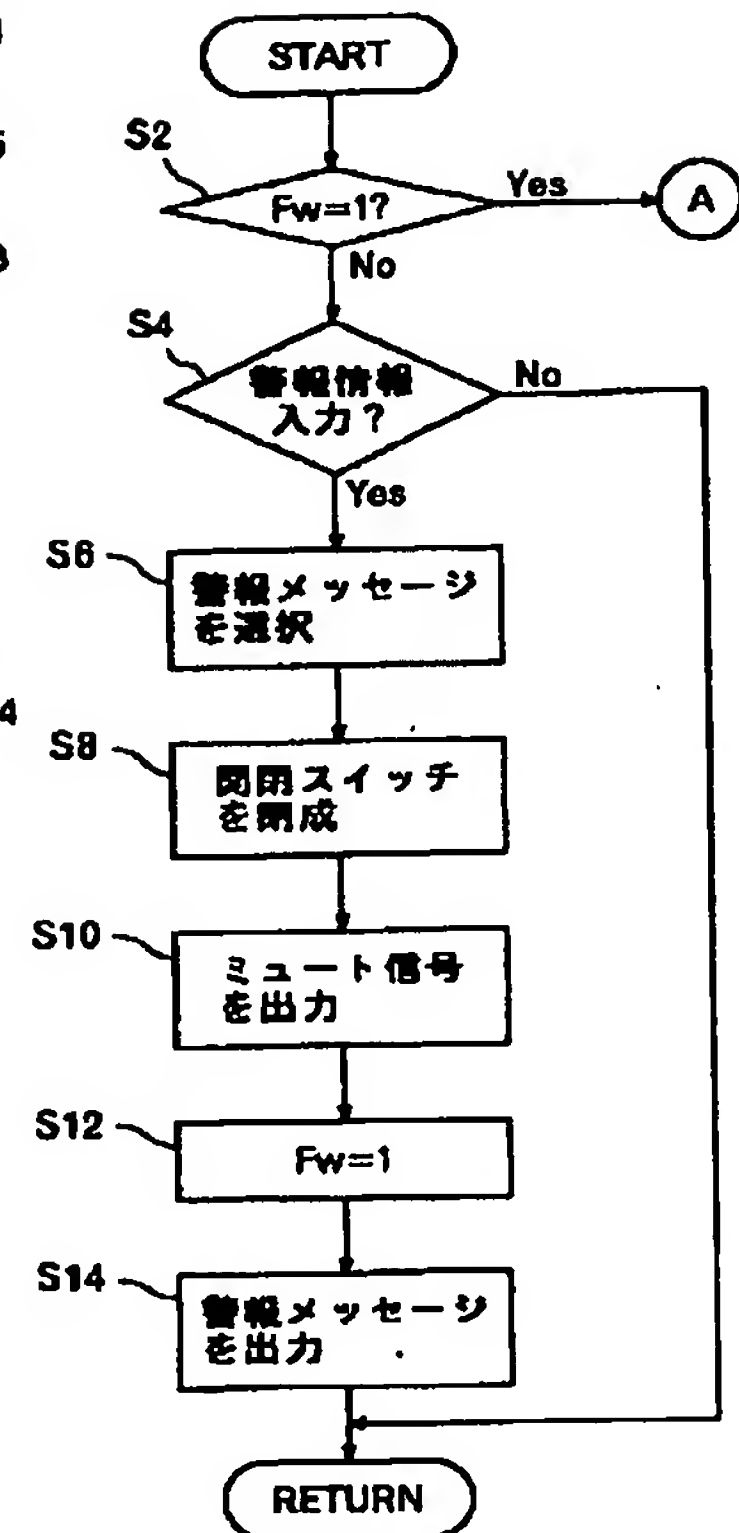 START
S2
Fw=1?
Yes
A
No
S4
警報情報
入力?
No
Yes
S6
警報メッセージ
を選択
S8
開閉スイッチ
を閉成
S10
ミュート信号
を出力
S12
Fw=1
S14
警報メッセージ
を出力
RETURN